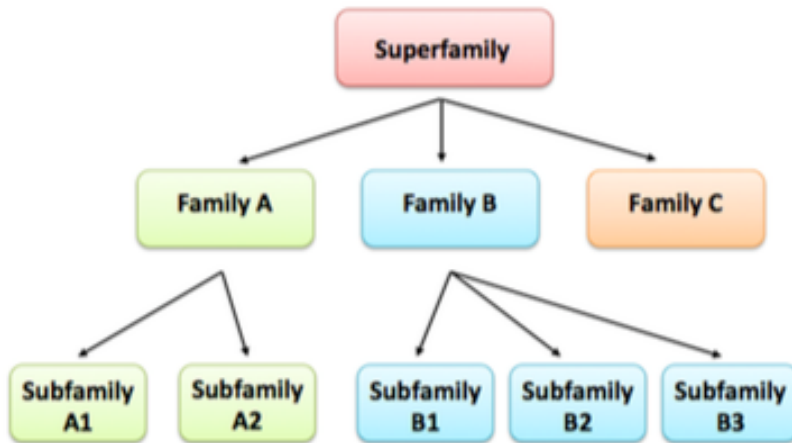 Superfamily
Family A
Family B
Family C
Subfamily
A1
Subfamily
A2
Subfamily
B1
Subfamily
B2
Subfamily
B3